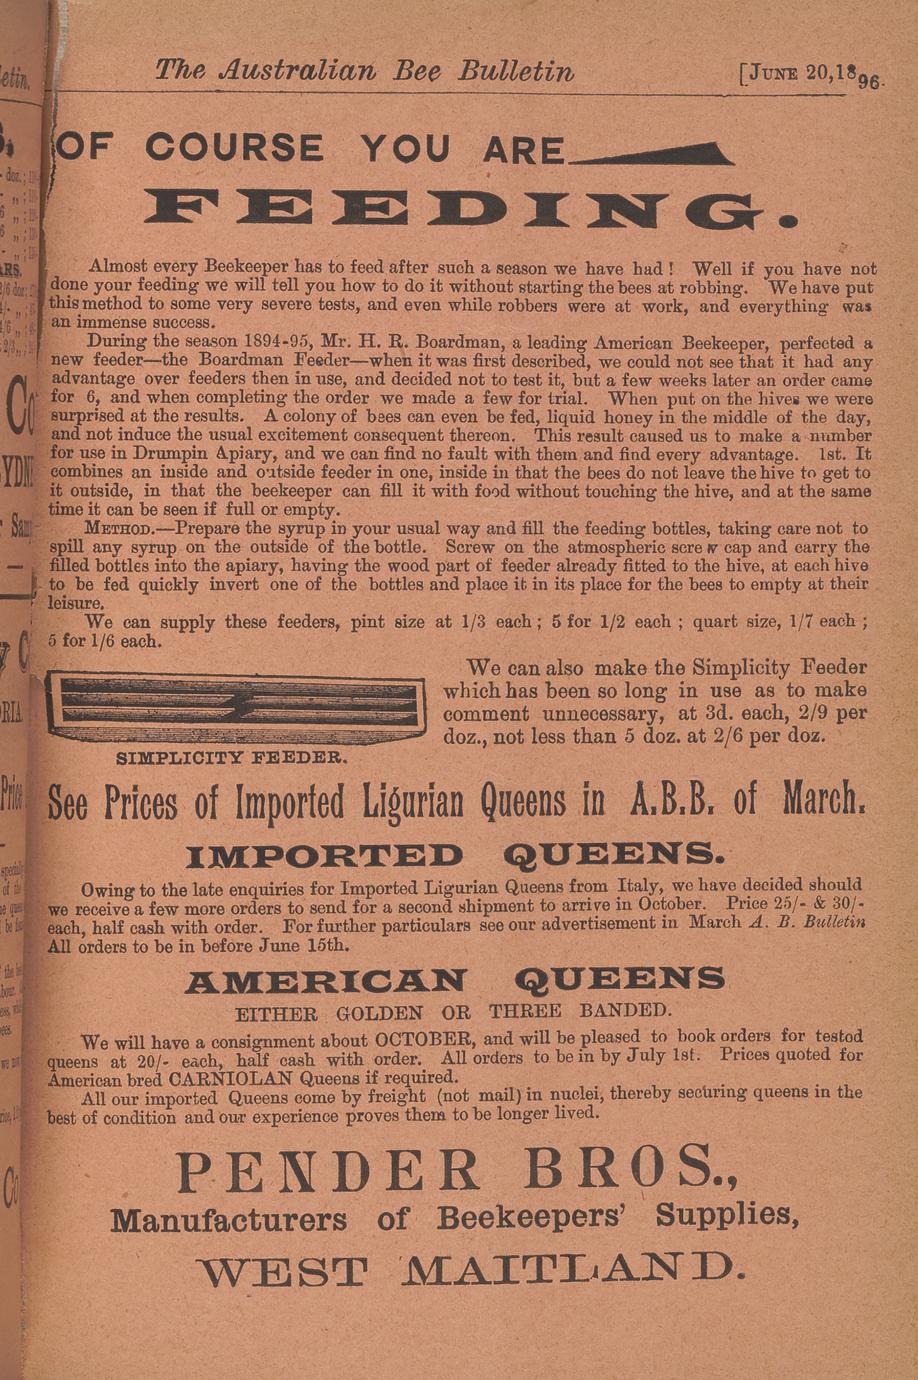 The Australian Bee Bulletin [JUNE 20,1896.
OF COURSE YOU ARE
FEEDING.
Almost every Beekeeper has to feed after such a season we have had ! Well if you have not
done your feeding we will tell you how to do it without starting the bees at robbing. We have put
this method to some very severe tests, and even while robbers were at work, and everything was
an immense success.
During the season 1894-95, Mr. H. R. Boardman, a leading American Beekeeper, perfected a
new feeder—the Boardman Feeder—when it was first described, we could not see that it had any
advantage over feeders then in use, and decided not to test it, but a few weeks later an order came
for 6, and when completing the order we made a few for trial. When put on the hives we were
surprised at the results. A colony of bees can even be fed, liquid honey in the middle of the day,
and not induce the usual excitement consequent thereon. This result caused us to make a number
for use in Drumpin Apiary, and we can find no fault with them and find every advantage. 1st. It
combines an inside and outside feeder in one, inside in that the bees do not leave the hive to get to
it outside, in that the beekeeper can fill it with food without touching the hive, and at the same
time it can be seen if full or empty.
METHOD.—Prepare the syrup in your usual way and fill the feeding bottles, taking care not to
spill any syrup on the outside of the bottle. Screw on the atmospheric screw cap and carry the
filled bottles into the apiary, having the wood part of feeder already fitted to the hive, at each hive
to be fed quickly invert one of the bottles and place it in its place for the bees to empty at their
leisure.
We can supply these feeders, pint size at 1/3 each ; 5 for 1/2 each ; quart size, 1/7 each ;
5 for 1/6 each.
We can also make the Simplicity Feeder
which has been so long in use as to make
comment unnecessary, at 3d. each, 2/9 per
doz., not less than 5 doz. at 2/6 per doz.
SIMPLICITY FEEDER.
See Prices of Imported Ligurian Queens in A.B.B. of March.
IMPORTED QUEENS.
Owing to the late enquiries for Imported Ligurian Queens from Italy, we have decided should
we receive a few more orders to send for a second shipment to arrive in October. Price 25/- & 30/-
each, half cash with order. For further particulars see our advertisement in March A. B. Bulletin
All orders to be in before June 15th.
AMERICAN QUEENS
EITHER GOLDEN OR THREE BANDED.
We will have a consignment about OCTOBER, and will be pleased to book orders for testod
queens at 20/- each, half cash with order. All orders to be in by July 1st. Prices quoted for
American bred CARNIOLAN Queens if required.
All our imported Queens come by freight (not mail) in nuclei, thereby securing queens in the
best of condition and our experience proves them to be longer lived.
PENDER BROS.,
Manufacturers of Beekeepers' Supplies,
WEST MAITLAND.